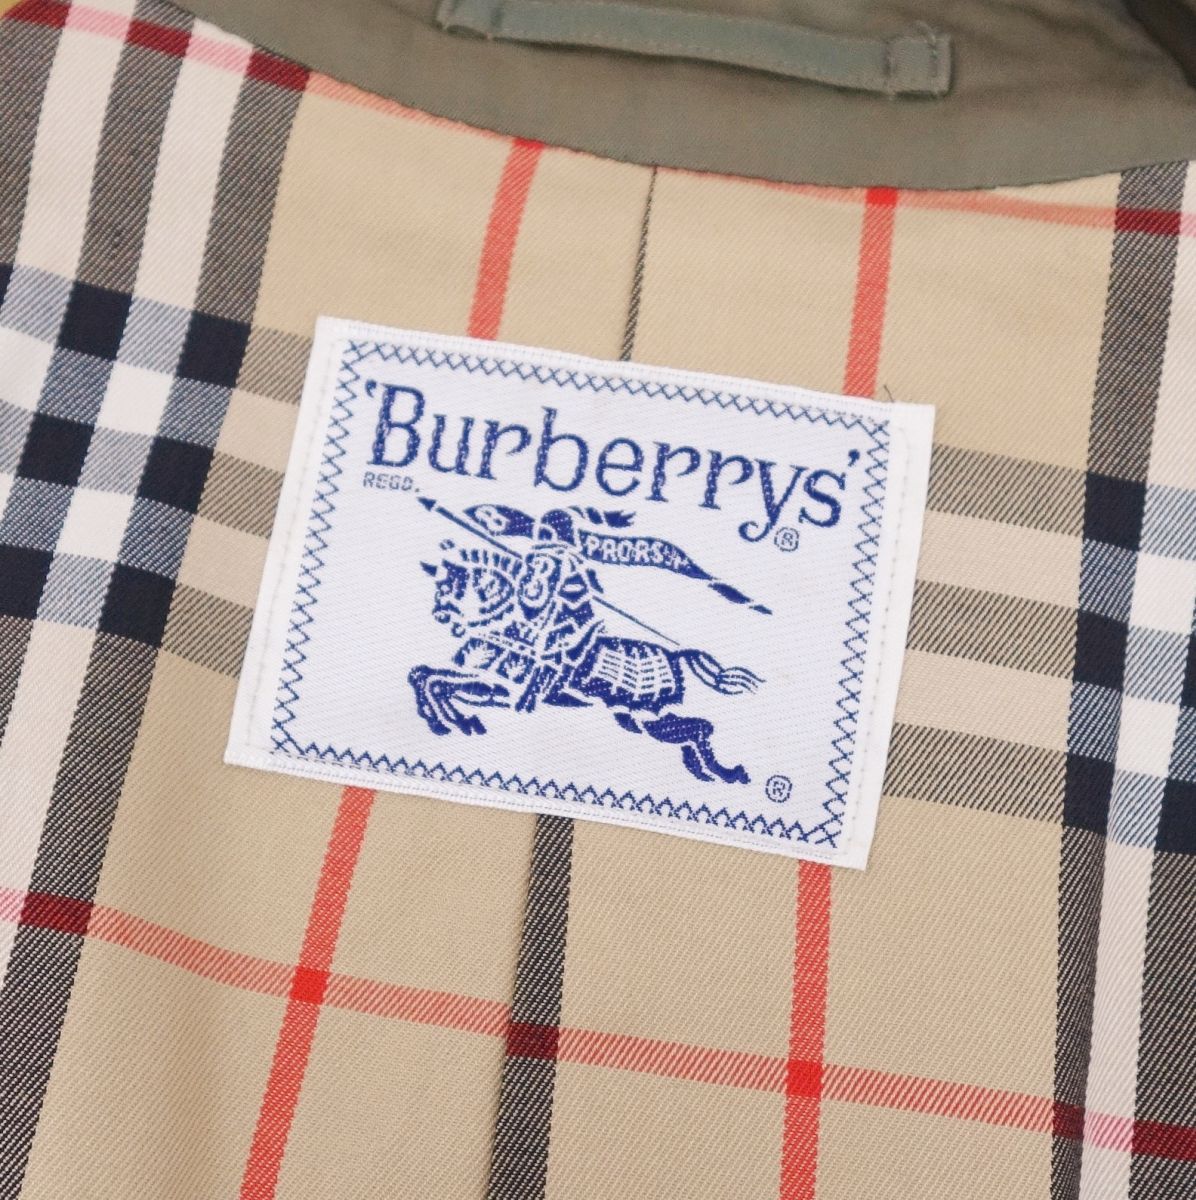 'Burberrys'
REGD.
®
B PRORSUM
B
®